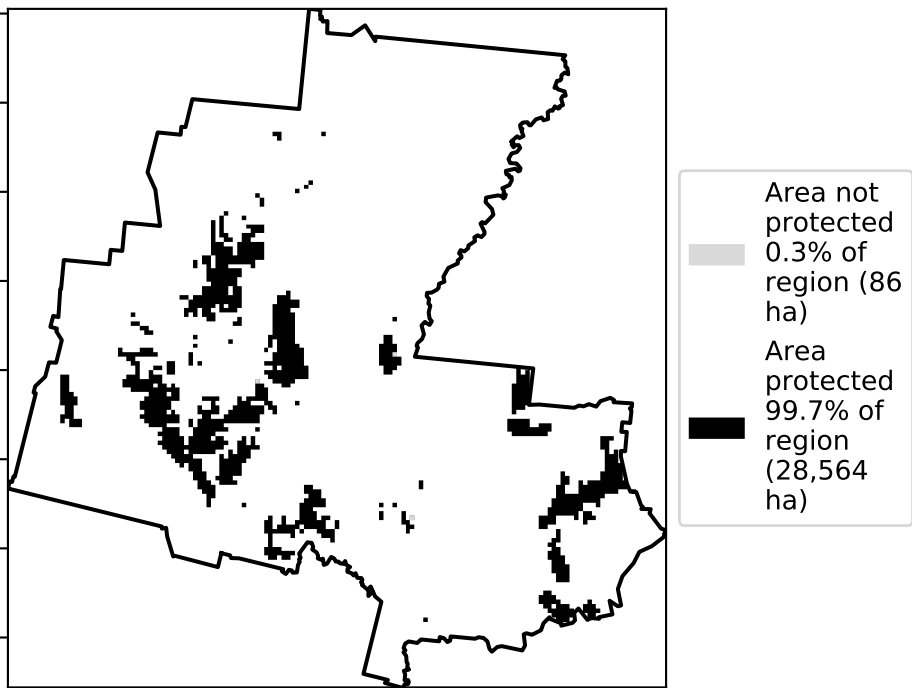 Area not
protected
0.3% of
region (86
ha)
Area
protected
99.7% of
region
(28,564
ha)